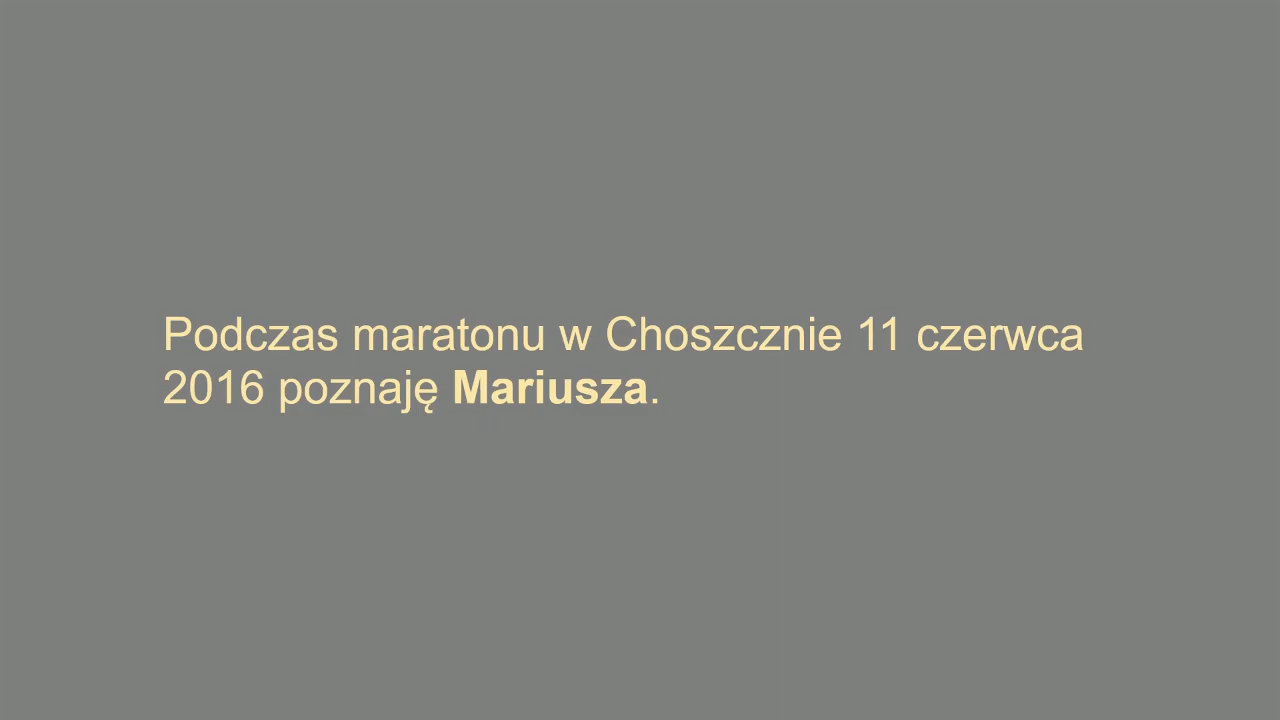 Podczas maratonu w Choszcznie 11 czerwca
2016 poznaję Mariusza.